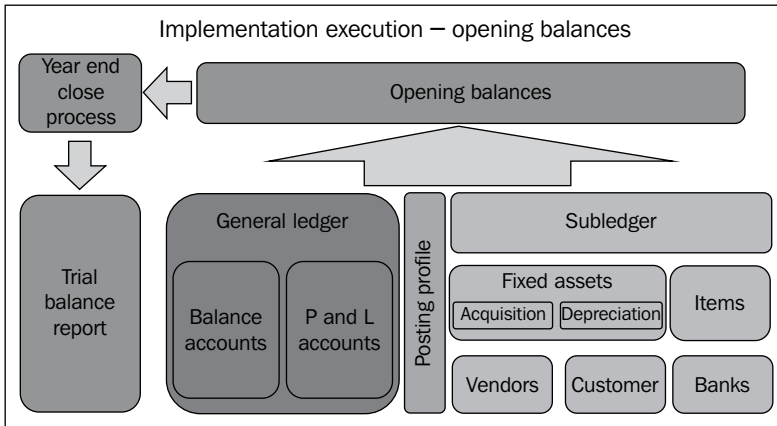 Implementation execution – opening balances
Year end
close
process
Opening balances
Trial
balance
report
General ledger
Balance
accounts
P and L
accounts
Posting profile
Subledger
Fixed assets
Acquisition
Depreciation
Items
Vendors
Customer
Banks